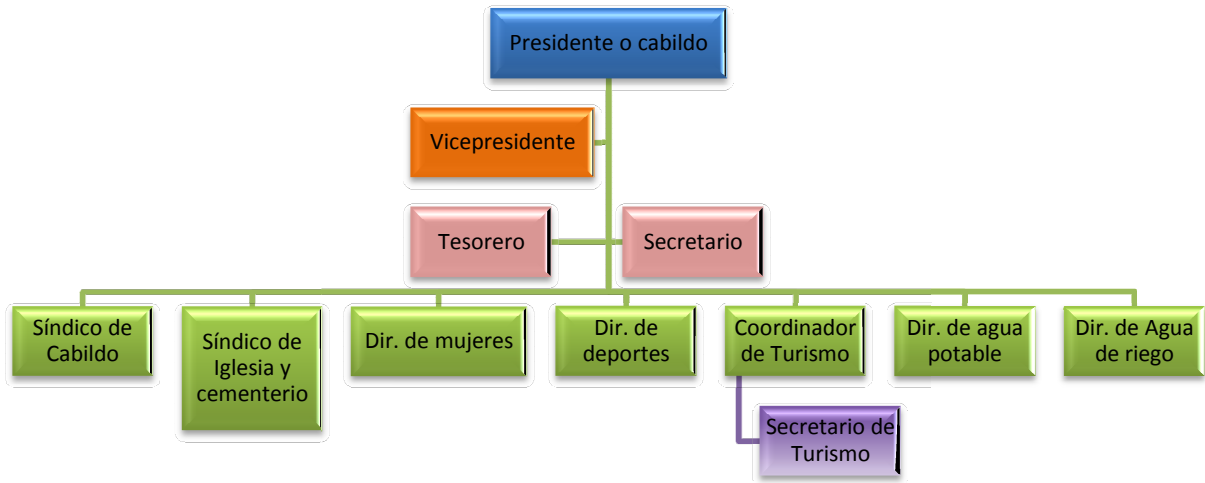 Presidente o cabildo
Vicepresidente
Tesorero
Secretario
Síndico de
Cabildo
Síndico de
Iglesia y
cementerio
Dir. de mujeres
Dir. de
deportes
Coordinador
de Turismo
Dir. de agua
potable
Dir. de Agua
de riego
Secretario de
Turismo